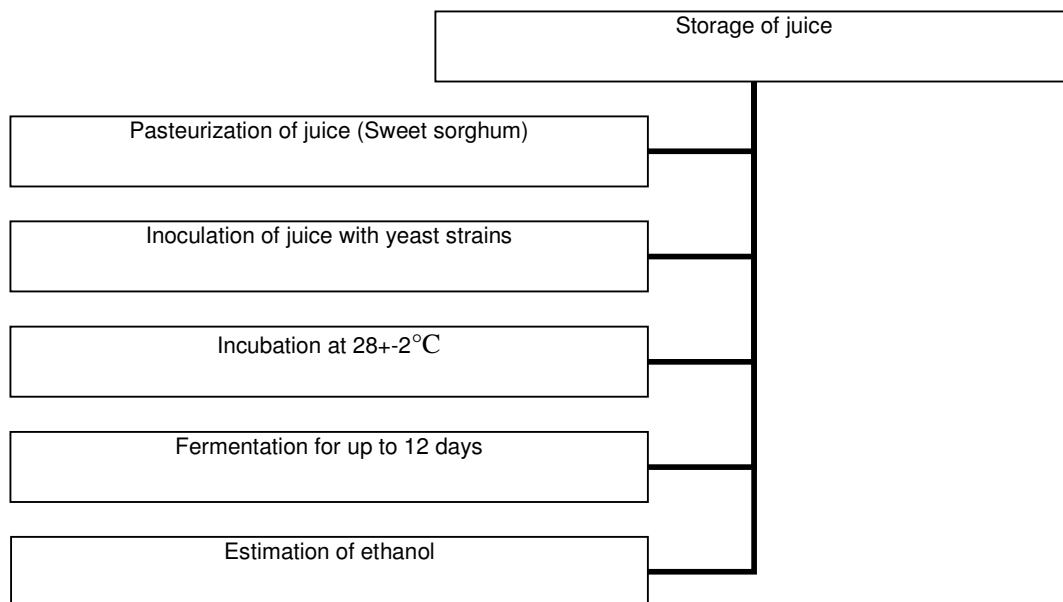 Storage of juice
Pasteurization of juice (Sweet sorghum)
Inoculation of juice with yeast strains
Incubation at 28+-2°C
Fermentation for up to 12 days
Estimation of ethanol